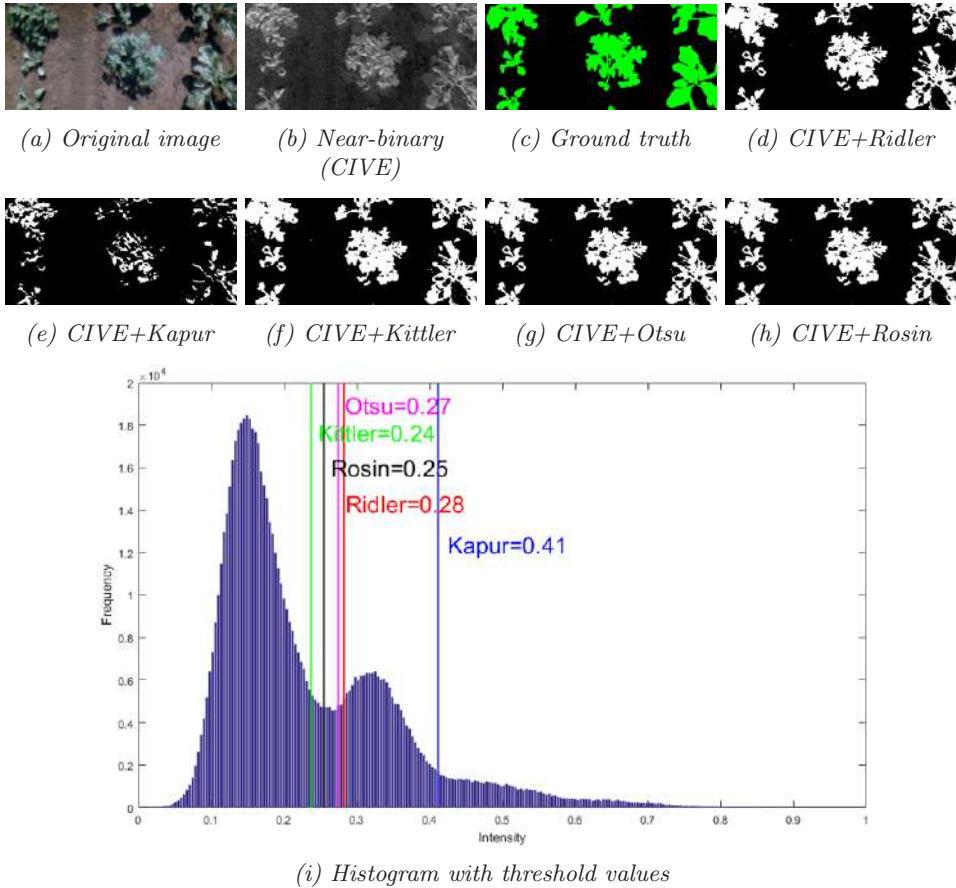 (a) Original image
(b) Near-binary
(CIVE)
(c) Ground truth
(d) CIVE+Ridler
(e) CIVE+Kapur
(f) CIVE+Kittler
(g) CIVE+Otsu
(h) CIVE+Rosin
×10⁴
2
1.8
1.6
1.4
1.2
1
0.8
0.6
0.4
0.2
0
Frequency
Otsu=0.27
Kittler=0.24
Rosin=0.25
Ridler=0.28
Kapur=0.41
0 0.1 0.2 0.3 0.4 0.5 0.6 0.7 0.8 0.9 1
Intensity
(i) Histogram with threshold values